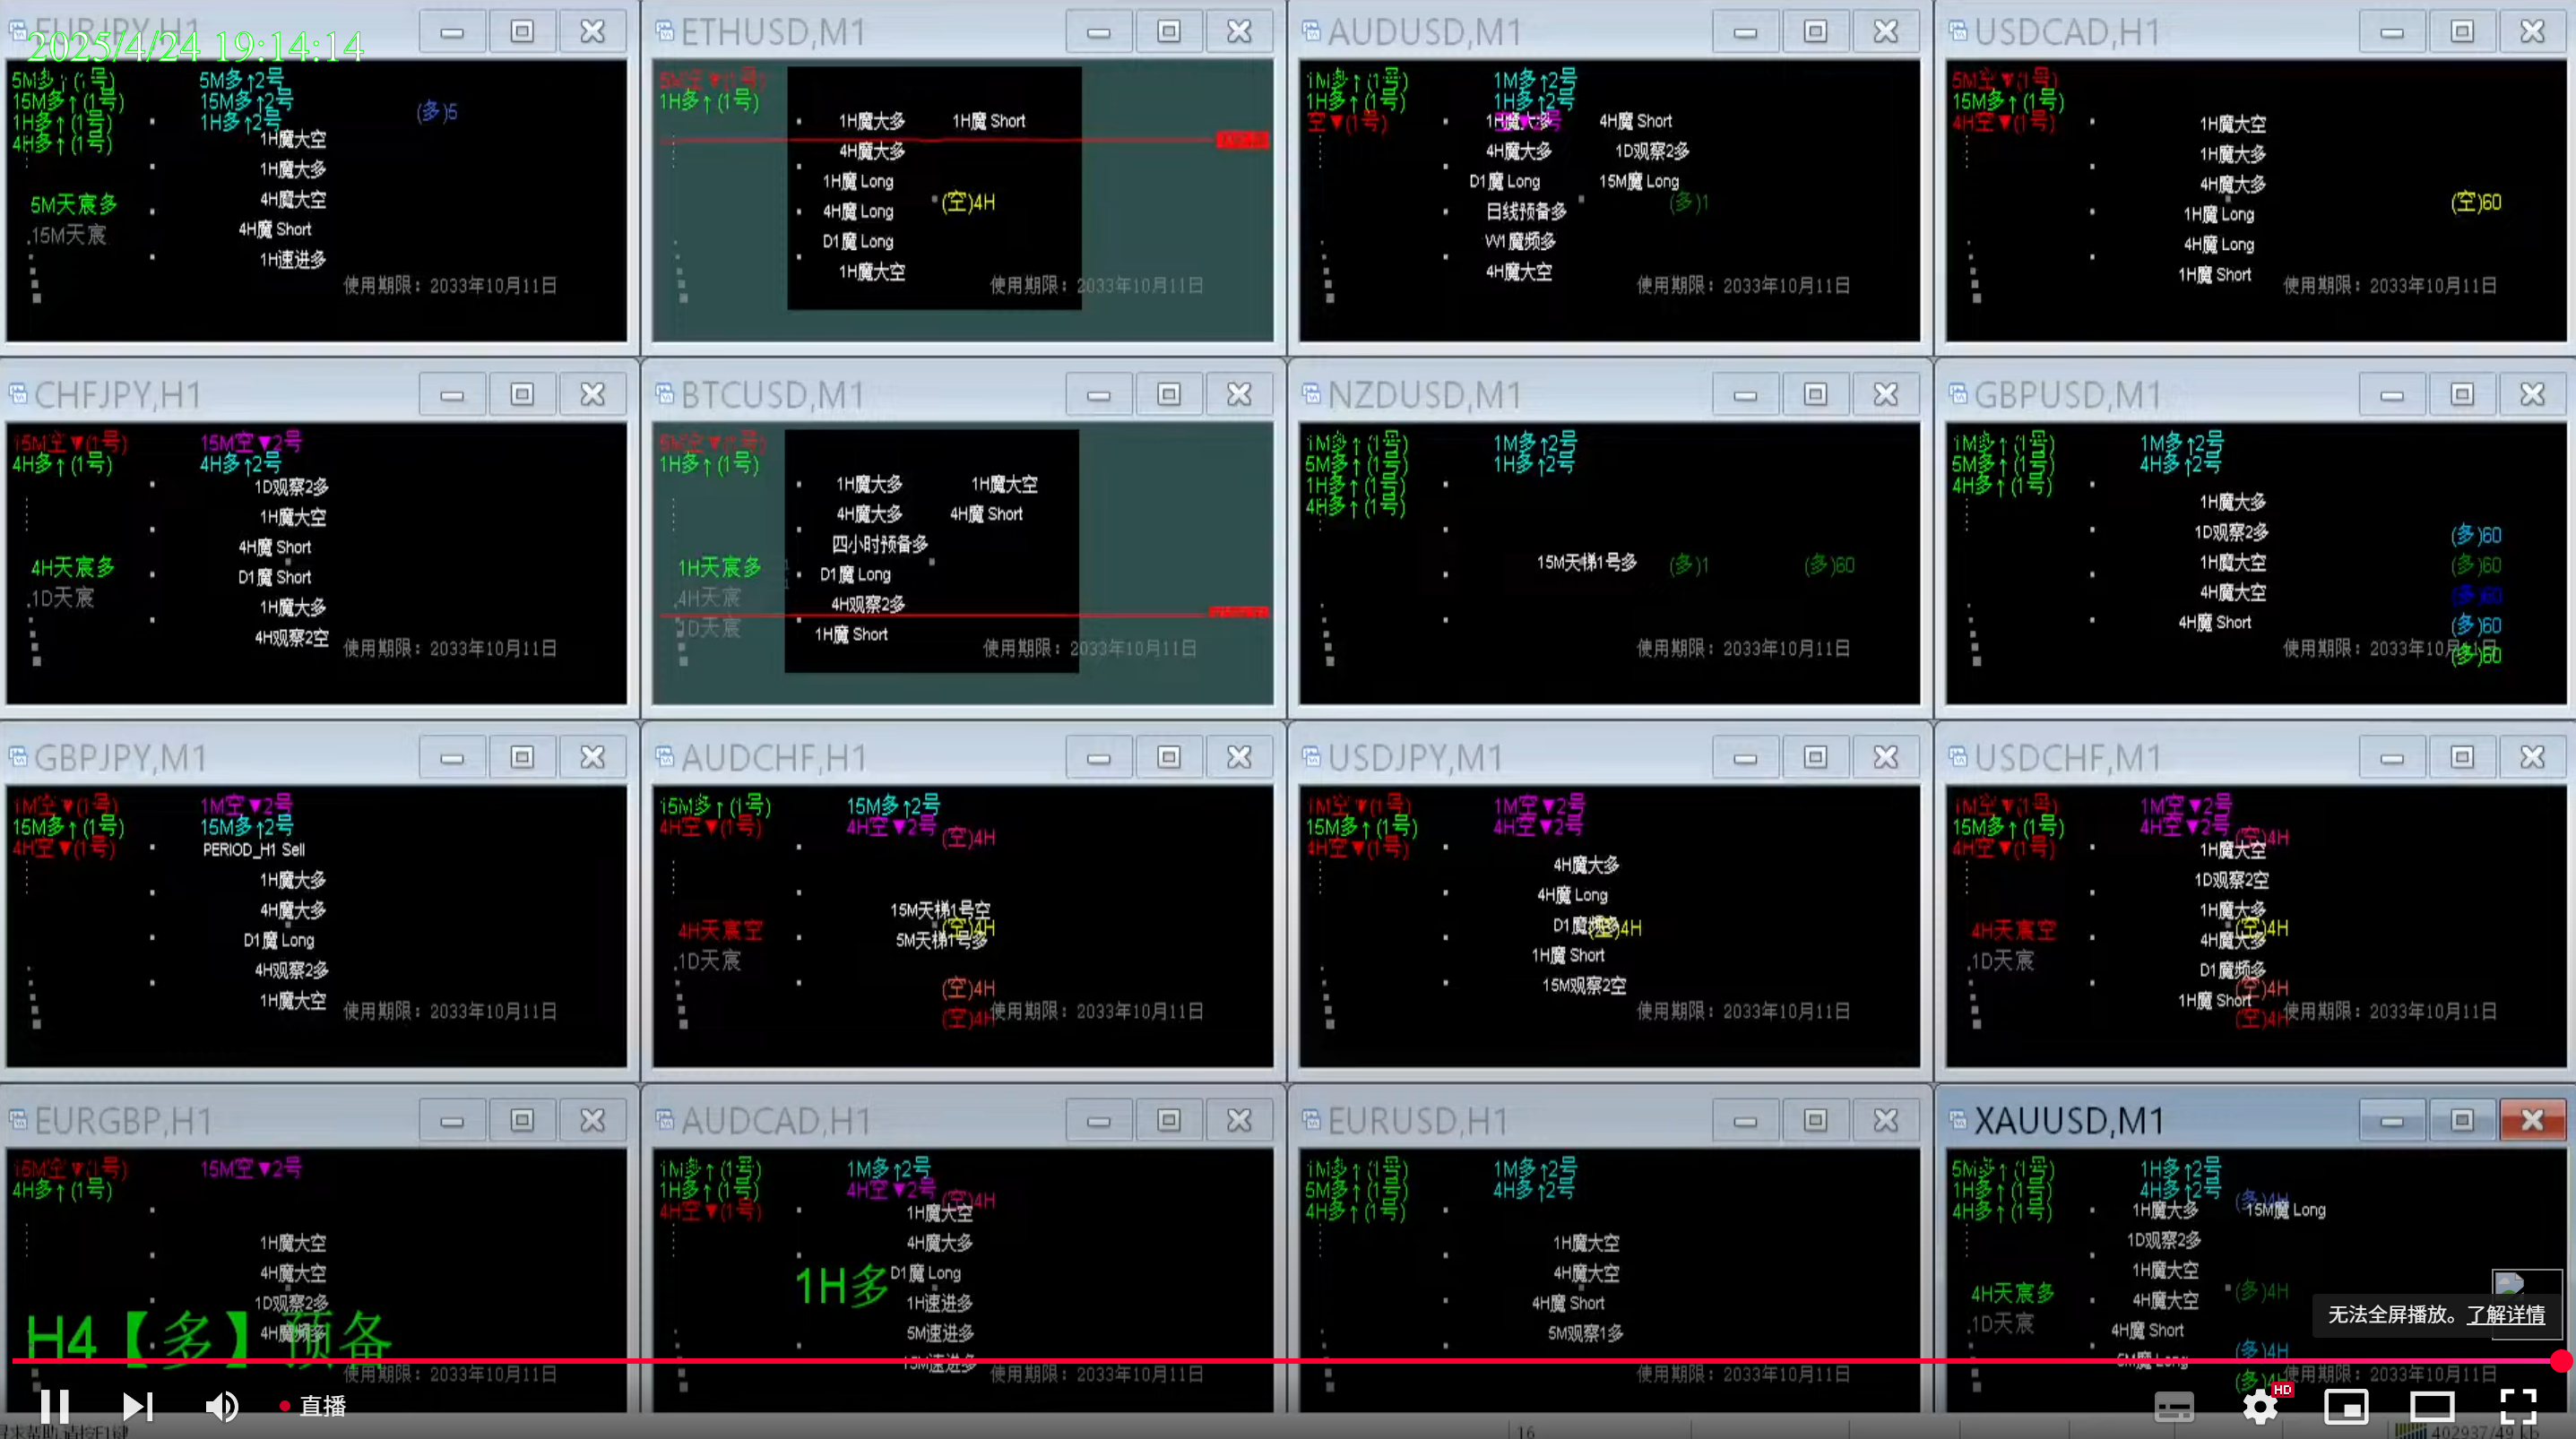 EURJPY,H1
2025/4/24 19:14:14
5M多↑(1号) 5M多↑2号
15M多↑(1号) 15M多↑2号 (多)5
1H多↑(1号) 1H多↑2号
4H多↑(1号) 1H魔大空
1H魔大多
5M天宸多 4H魔大空
.15M天宸 4H魔 Short
1H速进多
使用期限：2033年10月11日
ETHUSD,M1
5M空▼(1号)
1H多↑(1号)
1H魔大多 1H魔 Short
4H魔大多
1H魔 Long
4H魔 Long (空)4H
D1魔 Long
1H魔大空
使用期限：2033年10月11日
AUDUSD,M1
1M多↑(1号) 1M多↑2号
1H多↑(1号) 1H多↑2号
空▼(1号) 1H魔大多 4H魔 Short
4H魔大多 1D观察2多
D1魔 Long 15M魔 Long
日线预备多 (多)1
W1魔频多
4H魔大空
使用期限：2033年10月11日
USDCAD,H1
5M空▼(1号)
15M多↑(1号)
4H空▼(1号) 1H魔大空
1H魔大多
4H魔大多
1H魔 Long (空)60
4H魔 Long
1H魔 Short
使用期限：2033年10月11日
CHFJPY,H1
15M空▼(1号) 15M空▼2号
4H多↑(1号) 4H多↑2号
1D观察2多
1H魔大空
4H魔 Short
4H天宸多 D1魔 Short
.1D天宸 1H魔大多
4H观察2空
使用期限：2033年10月11日
BTCUSD,M1
5M空▼(1号)
1H多↑(1号)
1H魔大多 1H魔大空
4H魔大多 4H魔 Short
四小时预备多
1H天宸多 D1魔 Long
.4H天宸 4H观察2多
1D天宸 1H魔 Short
使用期限：2033年10月11日
NZDUSD,M1
1M多↑(1号) 1M多↑2号
5M多↑(1号) 1H多↑2号
1H多↑(1号)
4H多↑(1号)
15M天梯1号多 (多)1 (多)60
使用期限：2033年10月11日
GBPUSD,M1
1M多↑(1号) 1M多↑2号
5M多↑(1号) 4H多↑2号
4H多↑(1号)
1H魔大多
1D观察2多 (多)60
1H魔大空 (多)60
4H魔大空 (多)60
4H魔 Short (多)60
使用期限：2033年10月11日 (多)60
GBPJPY,M1
1M空▼(1号) 1M空▼2号
15M多↑(1号) 15M多↑2号
4H空▼(1号) PERIOD_H1 Sell
1H魔大多
4H魔大多
D1魔 Long
4H观察2多
1H魔大空
使用期限：2033年10月11日
AUDCHF,H1
15M多↑(1号) 15M多↑2号
4H空▼(1号) 4H空▼2号 (空)4H
15M天梯1号空
4H天宸空 (空)4H
5M天梯1号多
.1D天宸
(空)4H
(空)4H 使用期限：2033年10月11日
USDJPY,M1
1M空▼(1号) 1M空▼2号
15M多↑(1号) 4H空▼2号
4H空▼(1号)
4H魔大多
4H魔 Long
D1魔频多 (空)4H
1H魔 Short
15M观察2空
使用期限：2033年10月11日
USDCHF,M1
1M空▼(1号) 1M空▼2号
15M多↑(1号) 4H空▼2号 (空)4H
4H空▼(1号) 1H魔大空
1D观察2空
1H魔大多
4H天宸空 (空)4H
4H魔大多
.1D天宸 D1魔频多
(空)4H
1H魔 Short
(空)4H 使用期限：2033年10月11日
EURGBP,H1
15M空▼(1号) 15M空▼2号
4H多↑(1号)
1H魔大空
4H魔大空
1D观察2多
H4【多】预备
4H魔频多
使用期限：2033年10月11日
AUDCAD,H1
1M多↑(1号) 1M多↑2号
1H多↑(1号) 4H空▼2号 (空)4H
4H空▼(1号) 1H魔大空
4H魔大多
1H多 D1魔 Long
1H速进多
5M速进多
15M速进多
使用期限：2033年10月11日
EURUSD,H1
1M多↑(1号) 1M多↑2号
5M多↑(1号) 4H多↑2号
4H多↑(1号)
1H魔大空
4H魔大空
4H魔 Short
5M观察1多
使用期限：2033年10月11日
XAUUSD,M1
5M多↑(1号) 1H多↑2号
1H多↑(1号) 4H多↑2号 (多)4H
4H多↑(1号) 1H魔大多 15M魔 Long
1D观察2多
1H魔大空
4H天宸多 4H魔大空 (多)4H
.1D天宸 4H魔 Short
5M魔 Long (多)4H
使用期限：2033年10月11日
无法全屏播放。了解详情
直播
HD
16
402937/49 kb